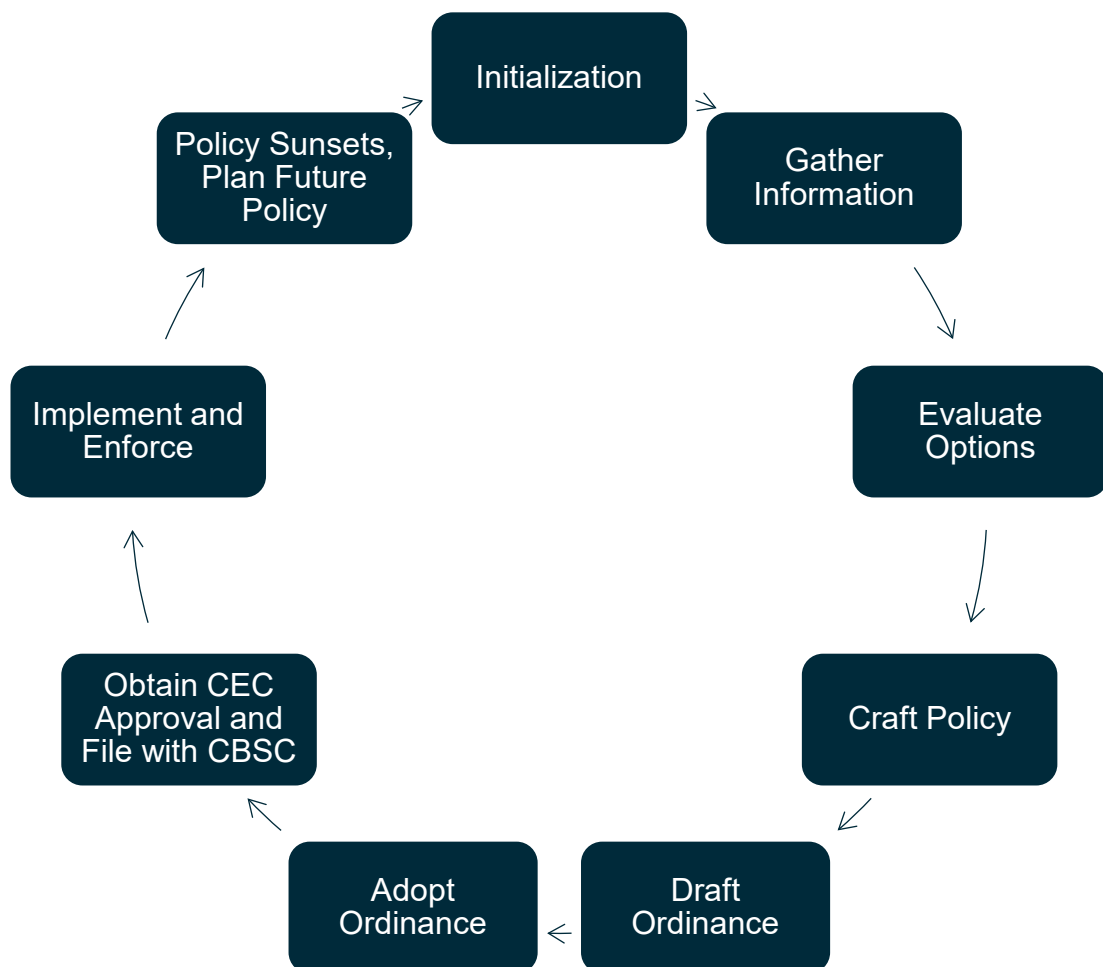 Initialization
Gather
Information
Evaluate
Options
Craft Policy
Draft
Ordinance
Adopt
Ordinance
Obtain CEC
Approval and
File with CBSC
Implement and
Enforce
Policy Sunsets,
Plan Future
Policy